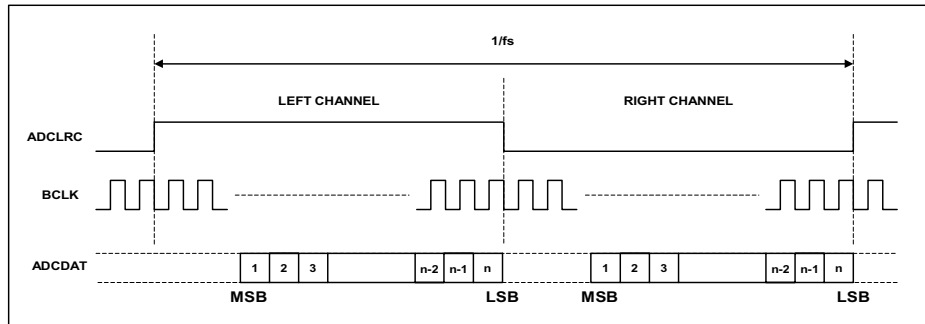 1/fs
LEFT CHANNEL RIGHT CHANNEL
ADCLRC
BCLK
ADCDAT 1 2 3 n-2 n-1 n 1 2 3 n-2 n-1 n
MSB LSB MSB LSB